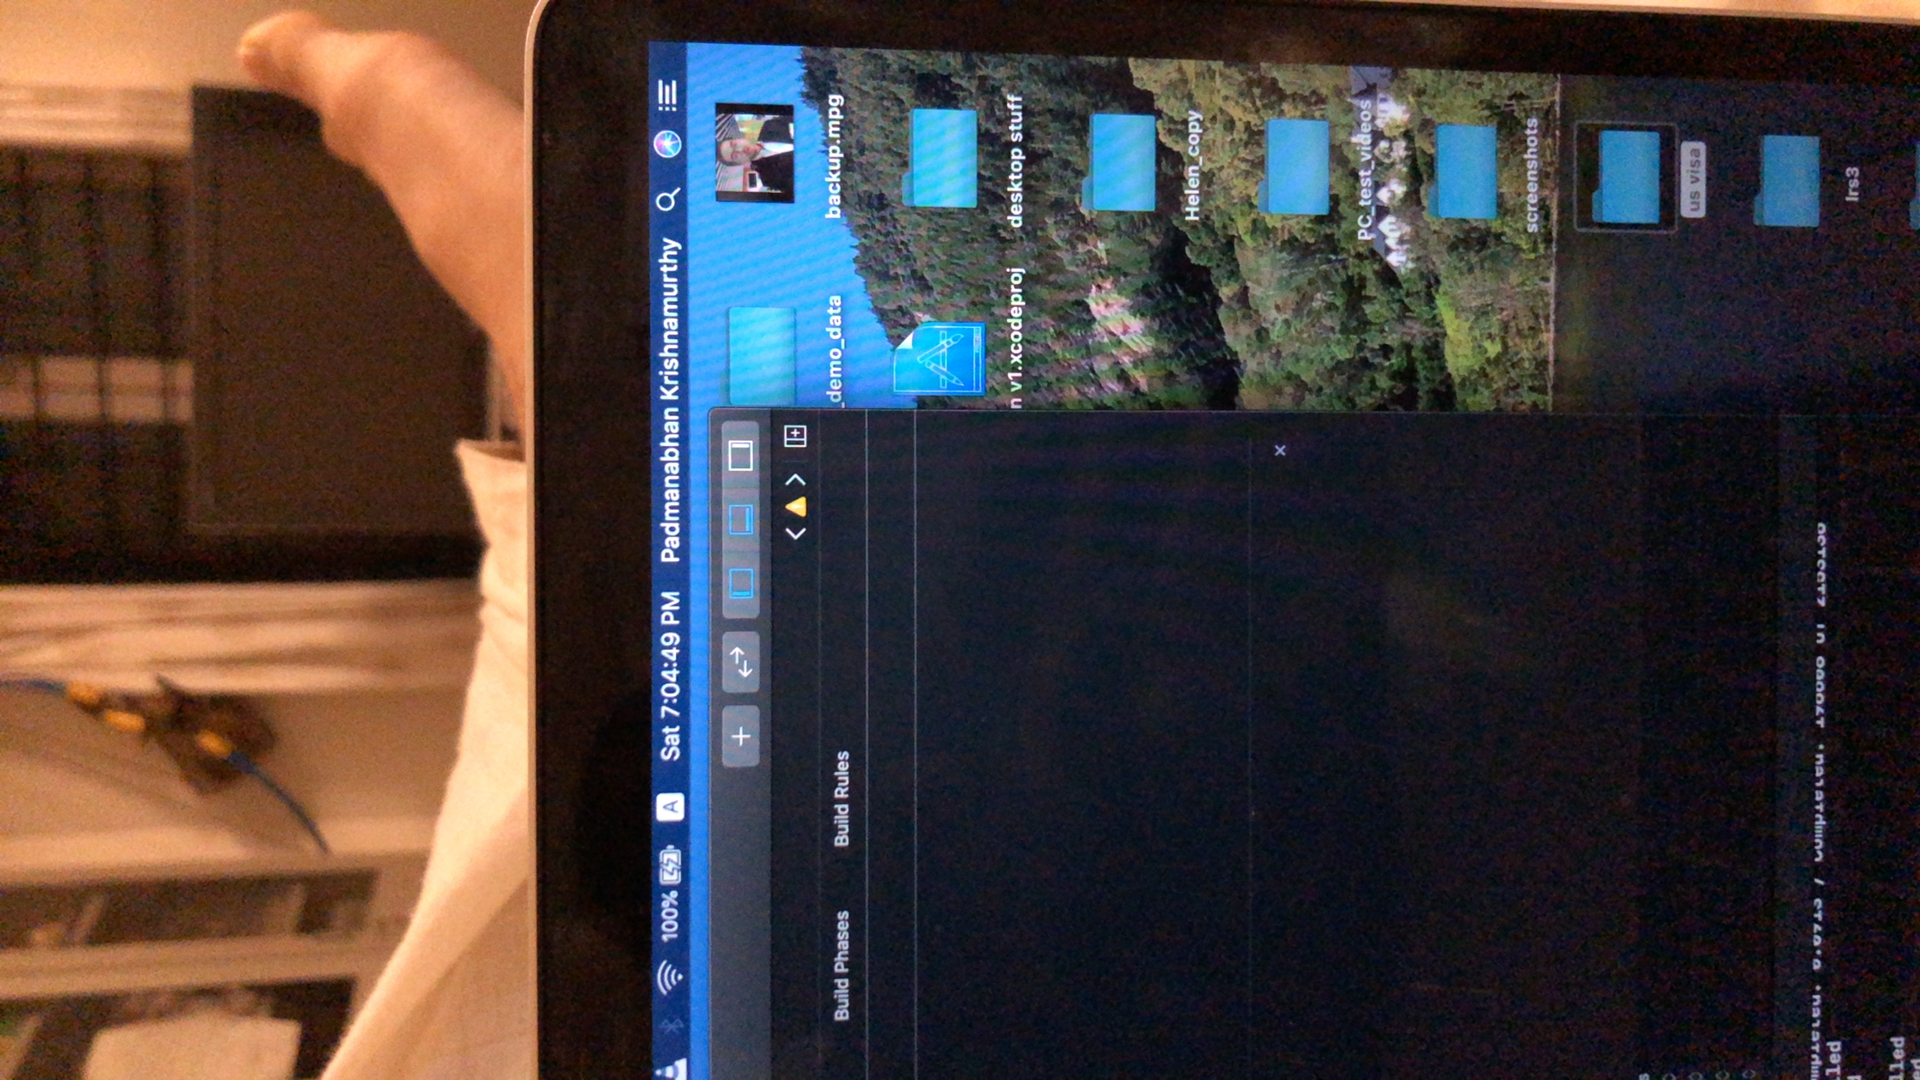 100% A Sat 7:04:49 PM Padmanabhan Krishnamurthy
Build Phases Build Rules
_demo_data
backup.mpg
n v1.xcodeproj
desktop stuff
Helen_copy
PC_test_videos
screenshots
us visa
lrs3